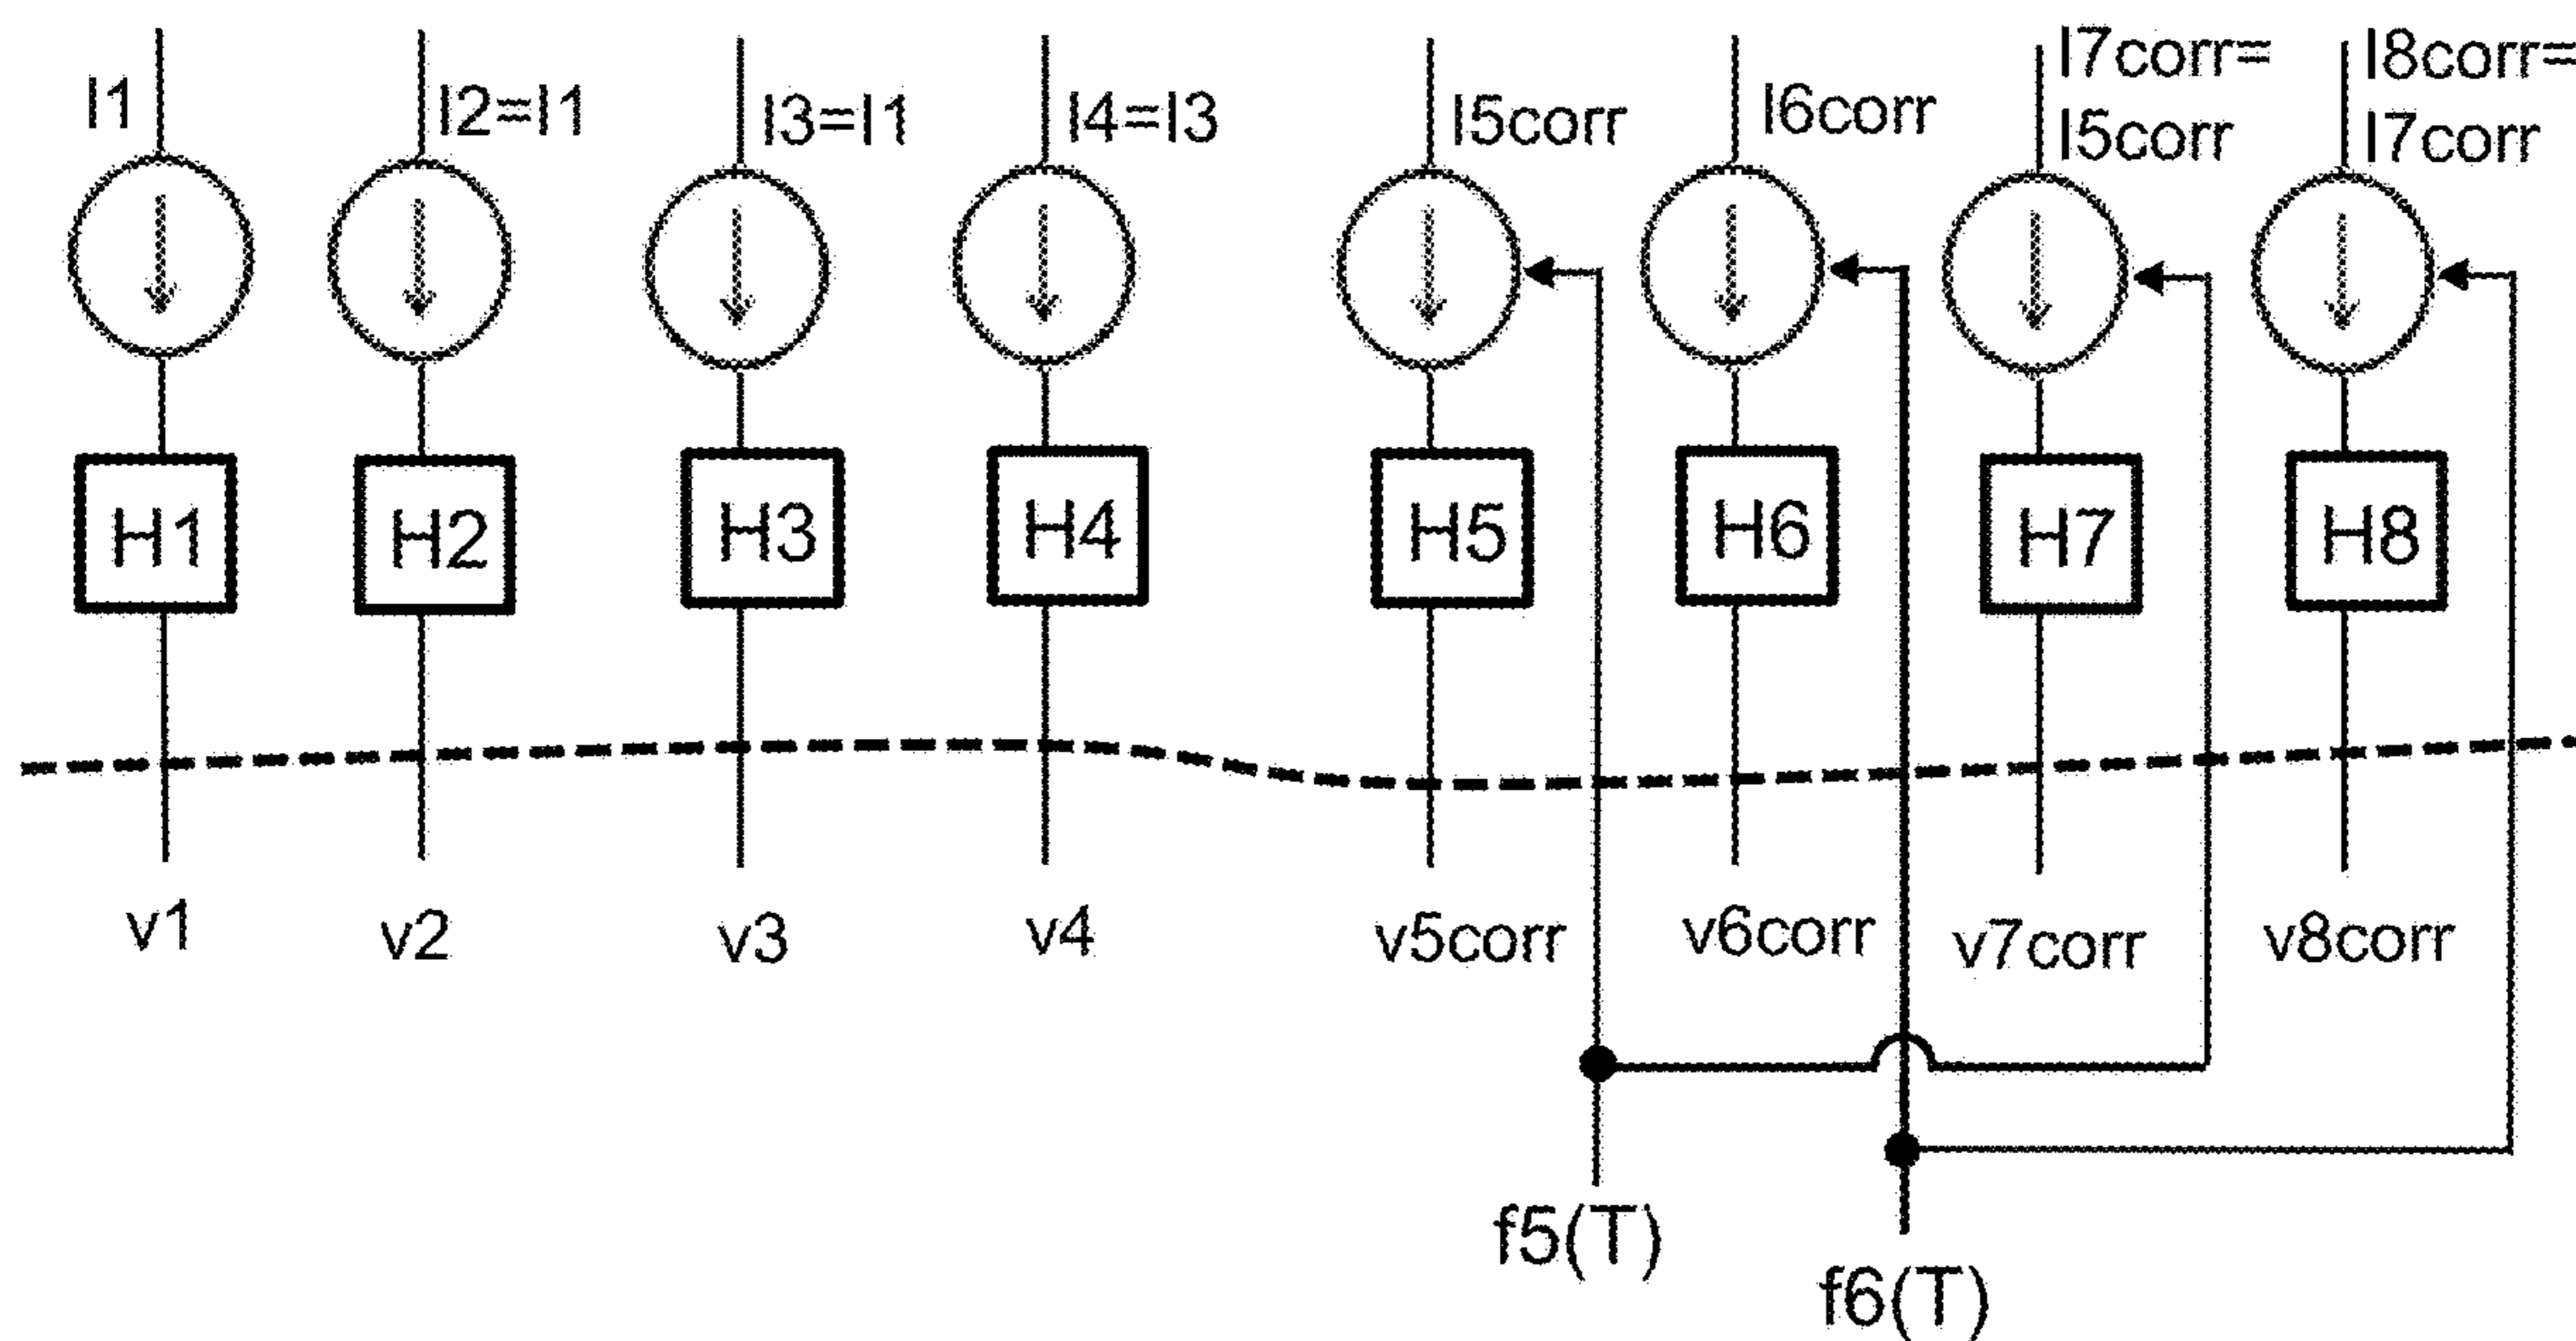 I1
I2=I1
I3=I1
I4=I3
I5corr
I6corr
I7corr=
I5corr
I8corr=
I7corr
H1
H2
H3
H4
H5
H6
H7
H8
v1
v2
v3
v4
v5corr
v6corr
v7corr
v8corr
f5(T)
f6(T)